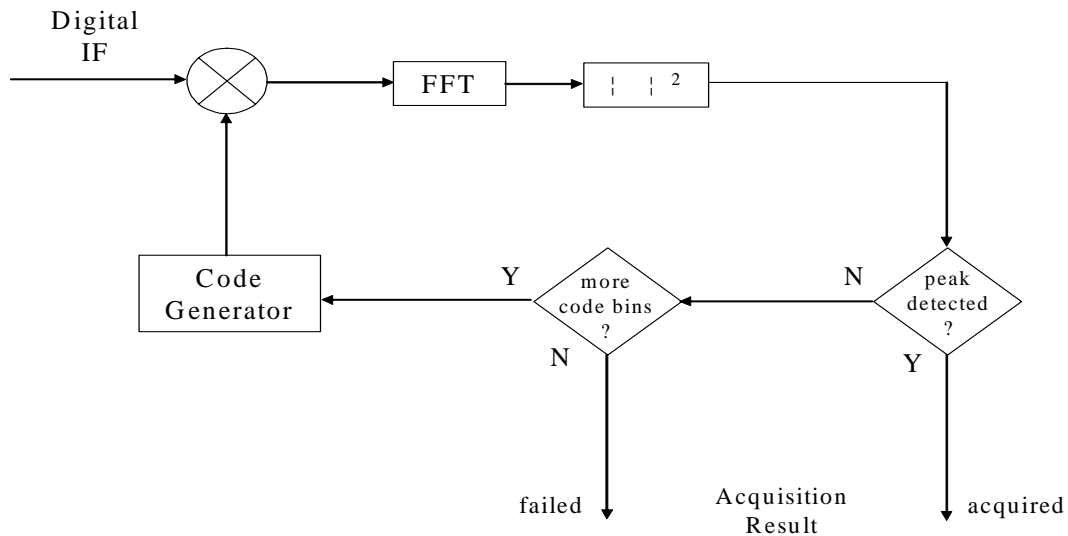 Digital
IF
FFT
¦ ¦ ²
Code
Generator
Y
more
code bins
?
N
N
peak
detected
?
Y
failed
Acquisition
Result
acquired